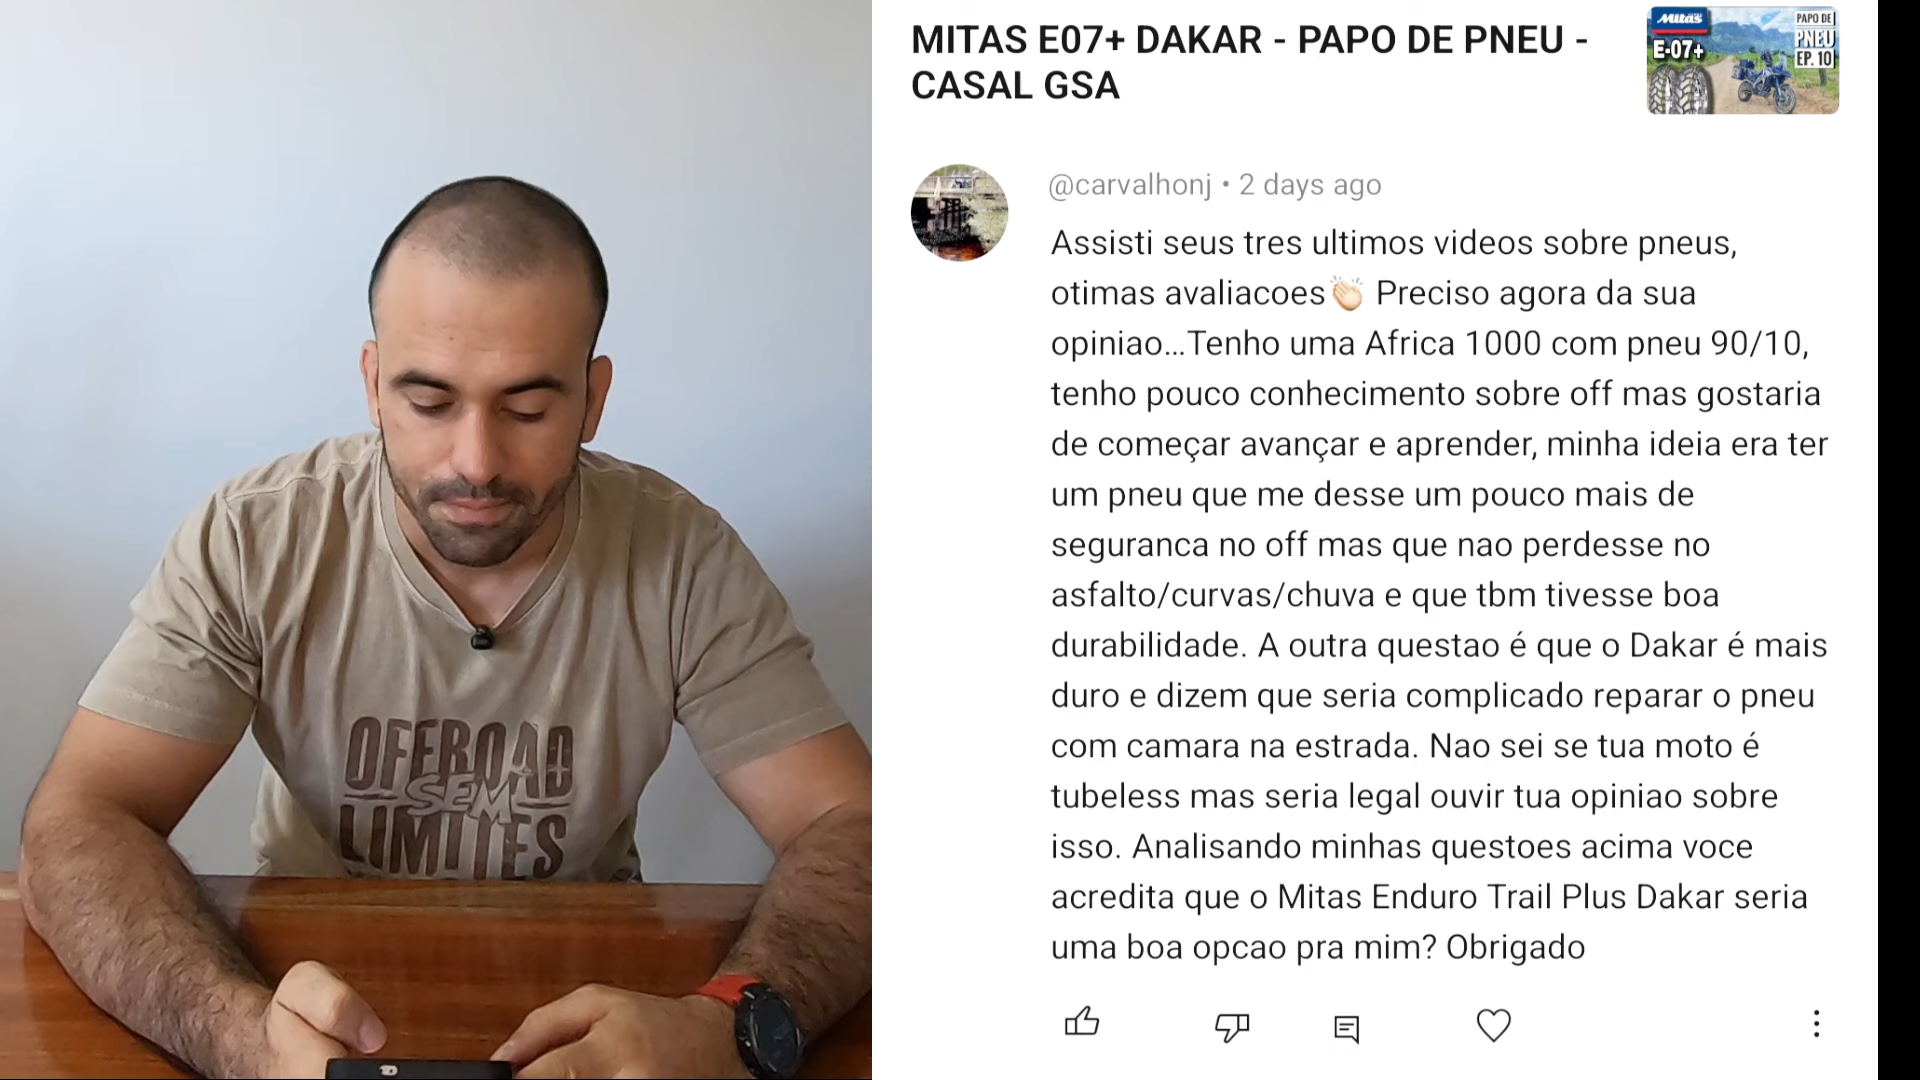 MITAS E07+ DAKAR - PAPO DE PNEU -
CASAL GSA
Mitas
E-07+
PAPO DE
PNEU
EP. 10
@carvalhonj • 2 days ago
Assisti seus tres ultimos videos sobre pneus,
otimas avaliacoes👏🏻 Preciso agora da sua
opiniao...Tenho uma Africa 1000 com pneu 90/10,
tenho pouco conhecimento sobre off mas gostaria
de começar avançar e aprender, minha ideia era ter
um pneu que me desse um pouco mais de
seguranca no off mas que nao perdesse no
asfalto/curvas/chuva e que tbm tivesse boa
durabilidade. A outra questao é que o Dakar é mais
duro e dizem que seria complicado reparar o pneu
com camara na estrada. Nao sei se tua moto é
tubeless mas seria legal ouvir tua opiniao sobre
isso. Analisando minhas questoes acima voce
acredita que o Mitas Enduro Trail Plus Dakar seria
uma boa opcao pra mim? Obrigado
OFFROAD
SEM
LIMITES